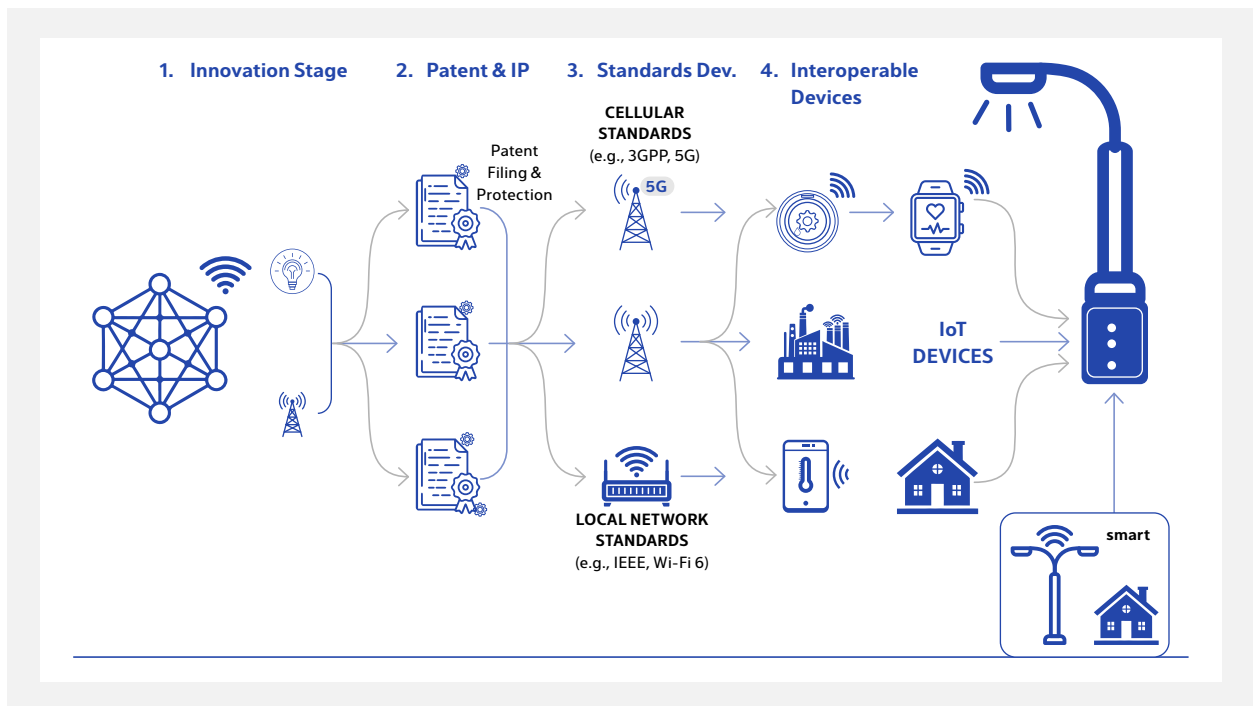 1. Innovation Stage
2. Patent & IP
3. Standards Dev.
4. Interoperable
Devices
Patent
Filing &
Protection
CELLULAR
STANDARDS
(e.g., 3GPP, 5G)
5G
IoT
DEVICES
LOCAL NETWORK
STANDARDS
(e.g., IEEE, Wi-Fi 6)
smart